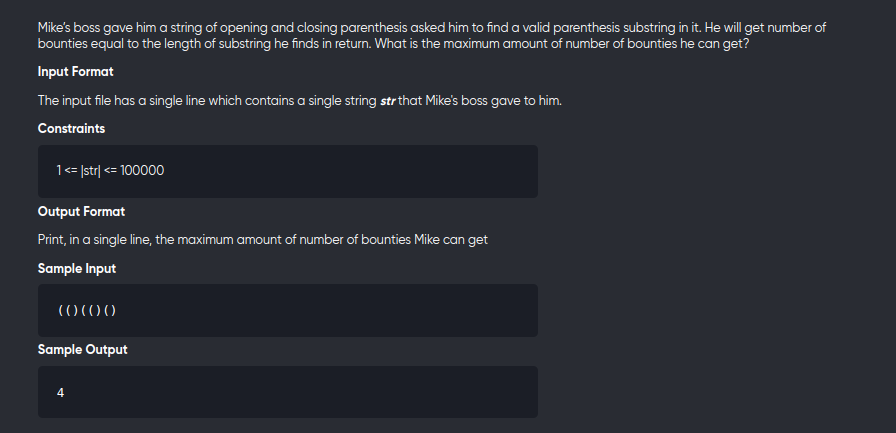 Mike's boss gave him a string of opening and closing parenthesis asked him to find a valid parenthesis substring in it. He will get number of
bounties equal to the length of substring he finds in return. What is the maximum amount of number of bounties he can get?
Input Format
The input file has a single line which contains a single string str that Mike's boss gave to him.
Constraints
1 <= |str| <= 100000
Output Format
Print, in a single line, the maximum amount of number of bounties Mike can get
Sample Input
(()(()()
Sample Output
4